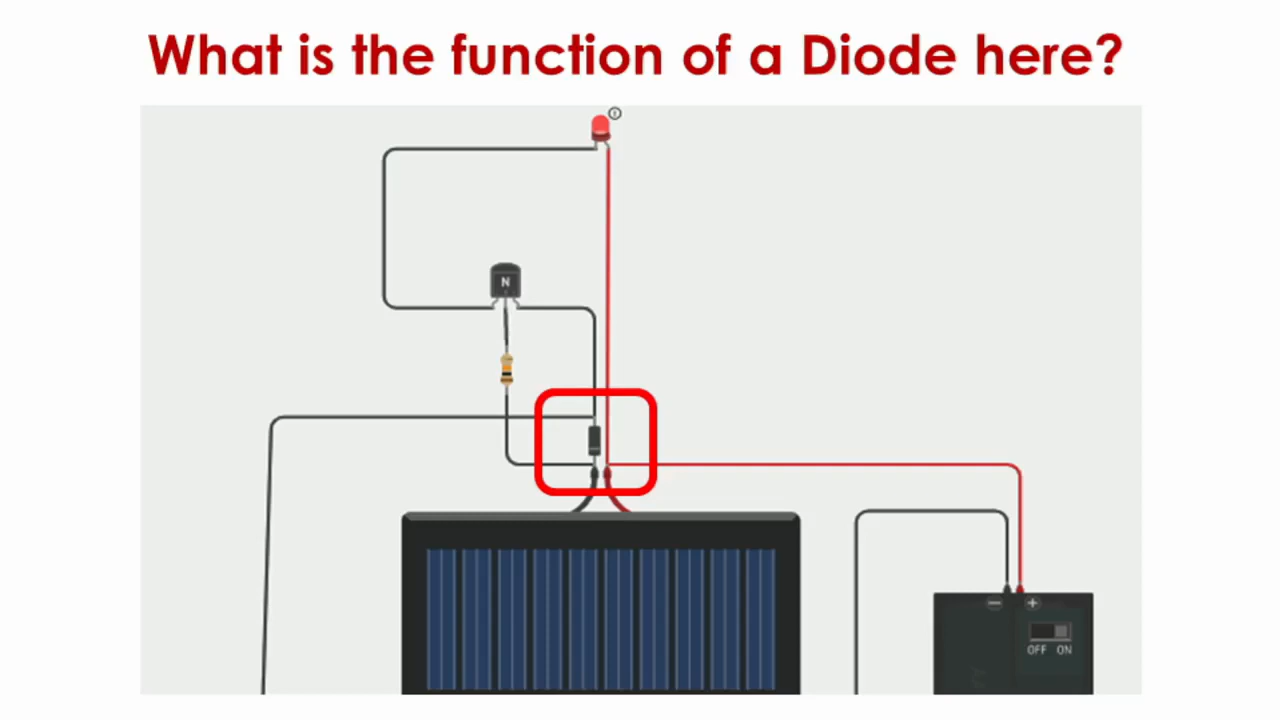 What is the function of a Diode here?
N
OFF ON